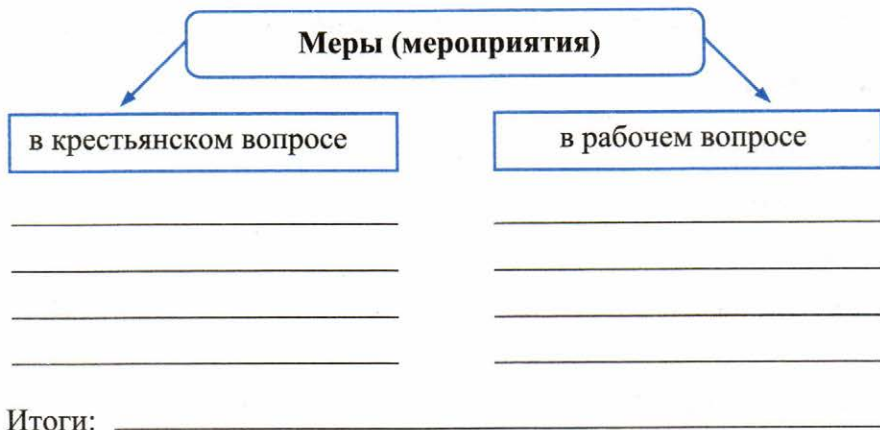 Меры (мероприятия)
в крестьянском вопросе
в рабочем вопросе
Итоги: